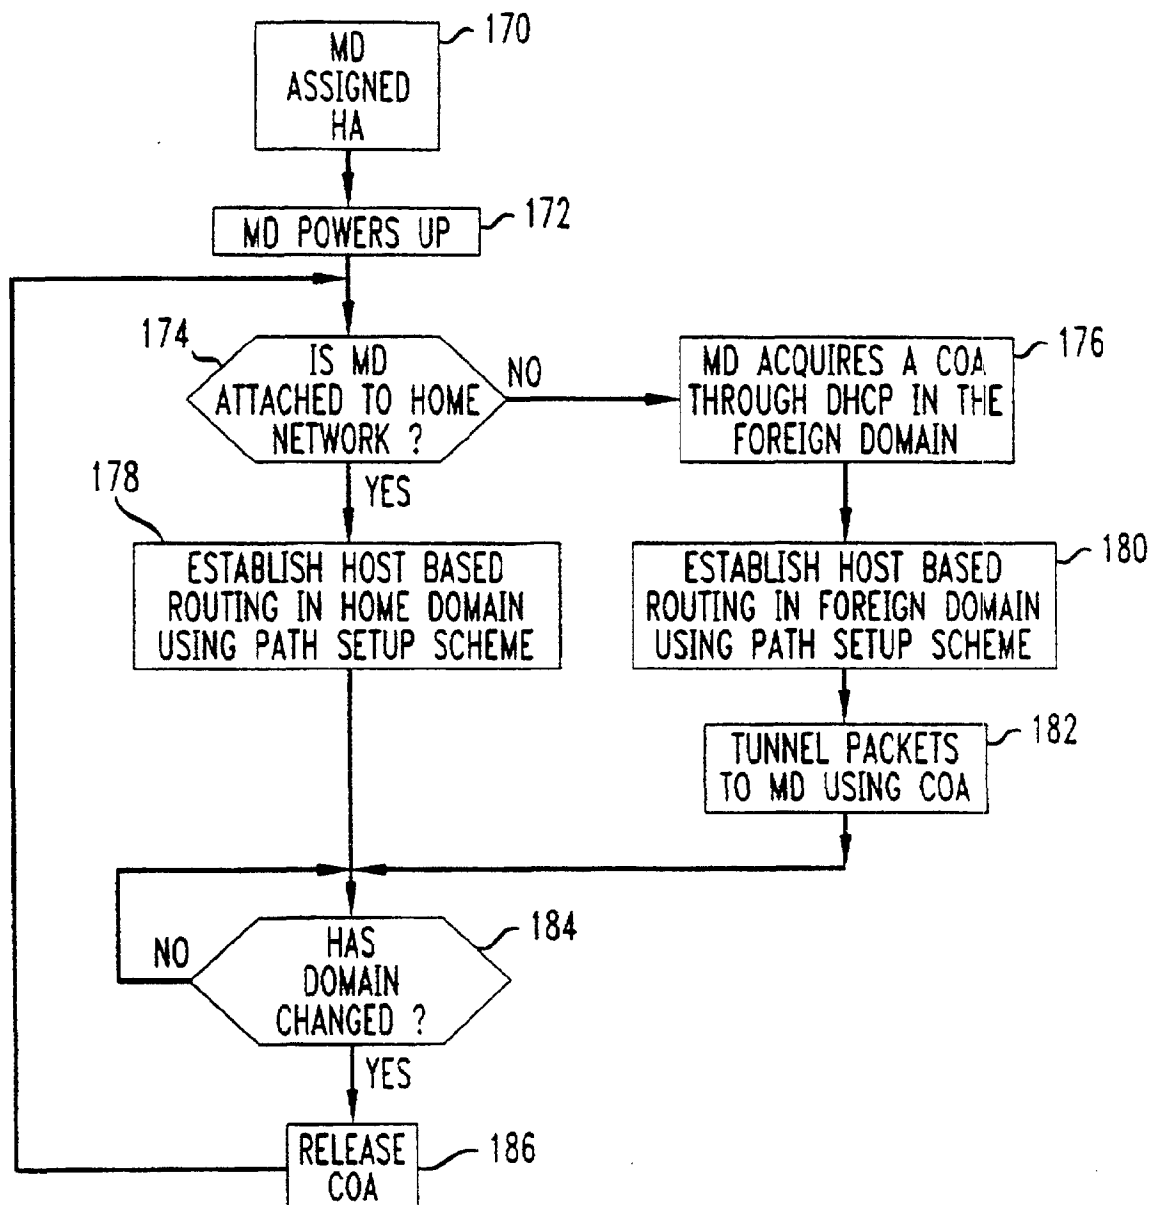 170
MD
ASSIGNED
HA
172
MD POWERS UP
174
IS MD
ATTACHED TO HOME
NETWORK ?
NO
176
MD ACQUIRES A COA
THROUGH DHCP IN THE
FOREIGN DOMAIN
YES
178
ESTABLISH HOST BASED
ROUTING IN HOME DOMAIN
USING PATH SETUP SCHEME
180
ESTABLISH HOST BASED
ROUTING IN FOREIGN DOMAIN
USING PATH SETUP SCHEME
182
TUNNEL PACKETS
TO MD USING COA
184
HAS
DOMAIN
CHANGED ?
NO
YES
186
RELEASE
COA